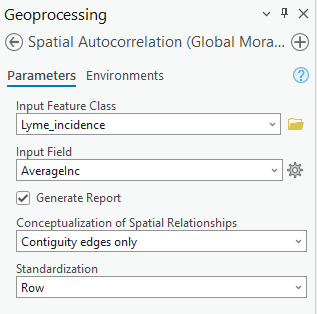 Geoprocessing
Spatial Autocorrelation (Global Mora...
Parameters Environments
Input Feature Class
Lyme_incidence
Input Field
AverageInc
Generate Report
Conceptualization of Spatial Relationships
Contiguity edges only
Standardization
Row